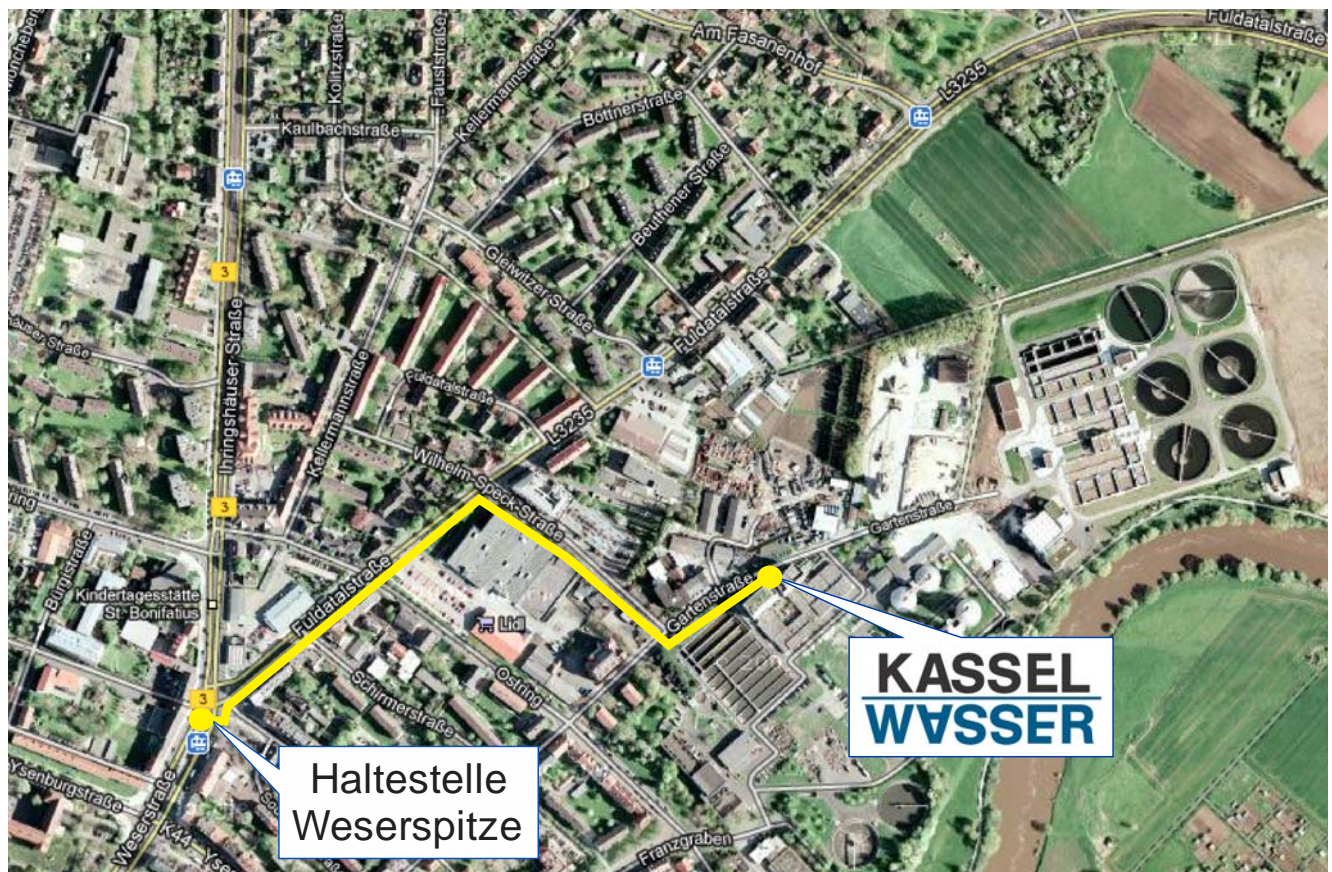 Fuldatalstraße
Am Fasanenhof
L3235
Kolitzstraße
Fauststraße
Kellermannstraße
Böttnerstraße
Kaulbachstraße
Beuthener Straße
Gleiwitzer Straße
3
Fuldatalstraße
Ihringshäuser Straße
Kellermannstraße
Fuldatalstraße
L3235
Wilhelm-Speck-Straße
3
Gartenstraße
Burgfstraße
Kindertagesstätte
St. Bonifatius
Fuldatalstraße
Gartenstraße
Lidl
Ostring
Schirmerstraße
3
KASSEL
WASSER
Haltestelle
Weserspitze
Ysenburgstraße
Weserstraße
K44
Franzgraben